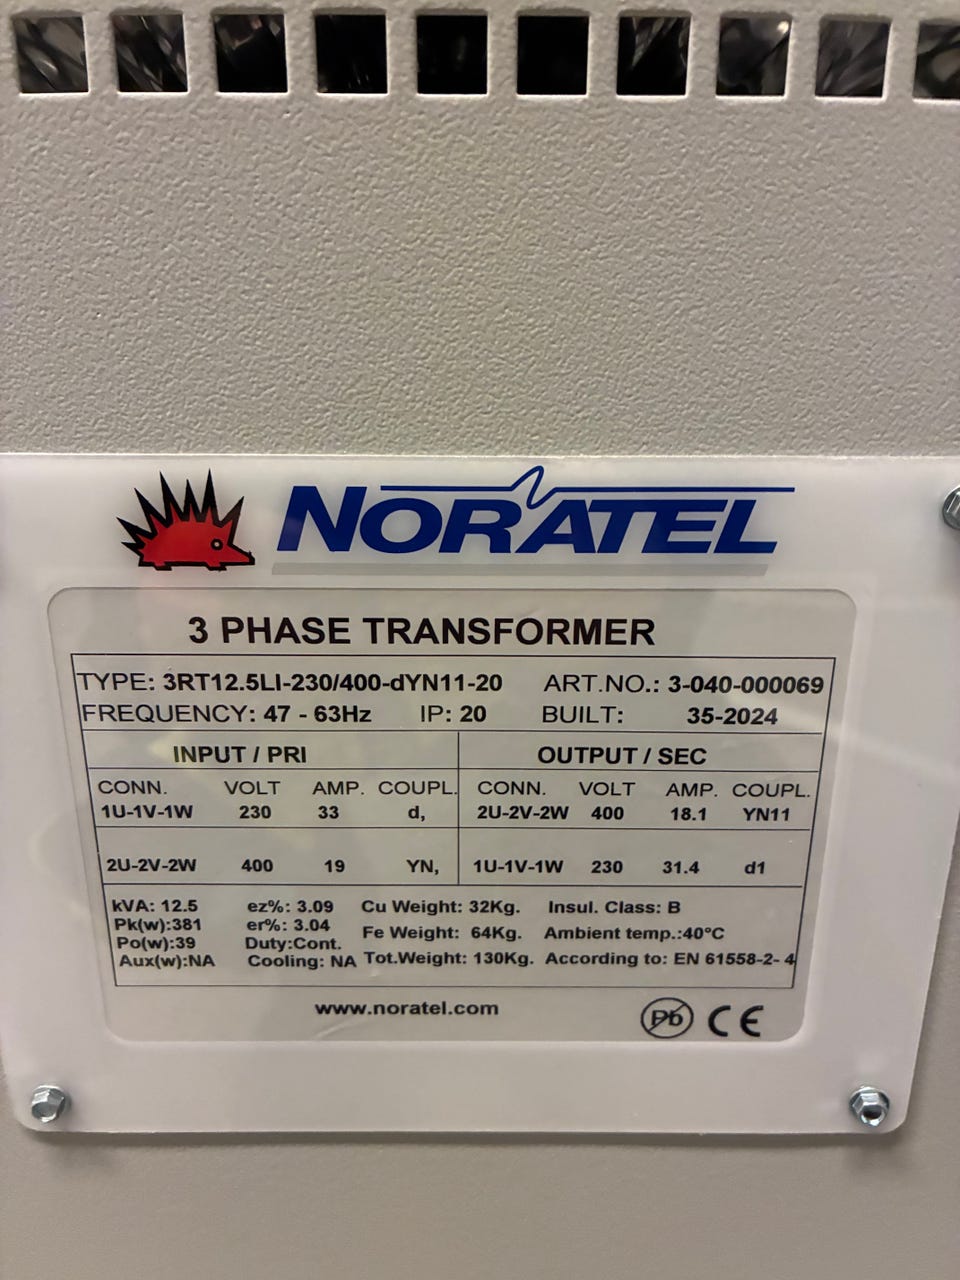 NORATEL
3 PHASE TRANSFORMER
TYPE: 3RT12.5LI-230/400-dYN11-20 ART.NO.: 3-040-000069
FREQUENCY: 47 - 63Hz IP: 20 BUILT: 35-2024
INPUT / PRI OUTPUT / SEC
CONN. VOLT AMP. COUPL. CONN. VOLT AMP. COUPL.
1U-1V-1W 230 33 d, 2U-2V-2W 400 18.1 YN11
2U-2V-2W 400 19 YN, 1U-1V-1W 230 31.4 d1
kVA: 12.5 ez%: 3.09 Cu Weight: 32Kg. Insul. Class: B
Pk(w):381 er%: 3.04 Fe Weight: 64Kg. Ambient temp.:40°C
Po(w):39 Duty:Cont.
Aux(w):NA Cooling: NA Tot.Weight: 130Kg. According to: EN 61558-2- 4
www.noratel.com
Pb CE